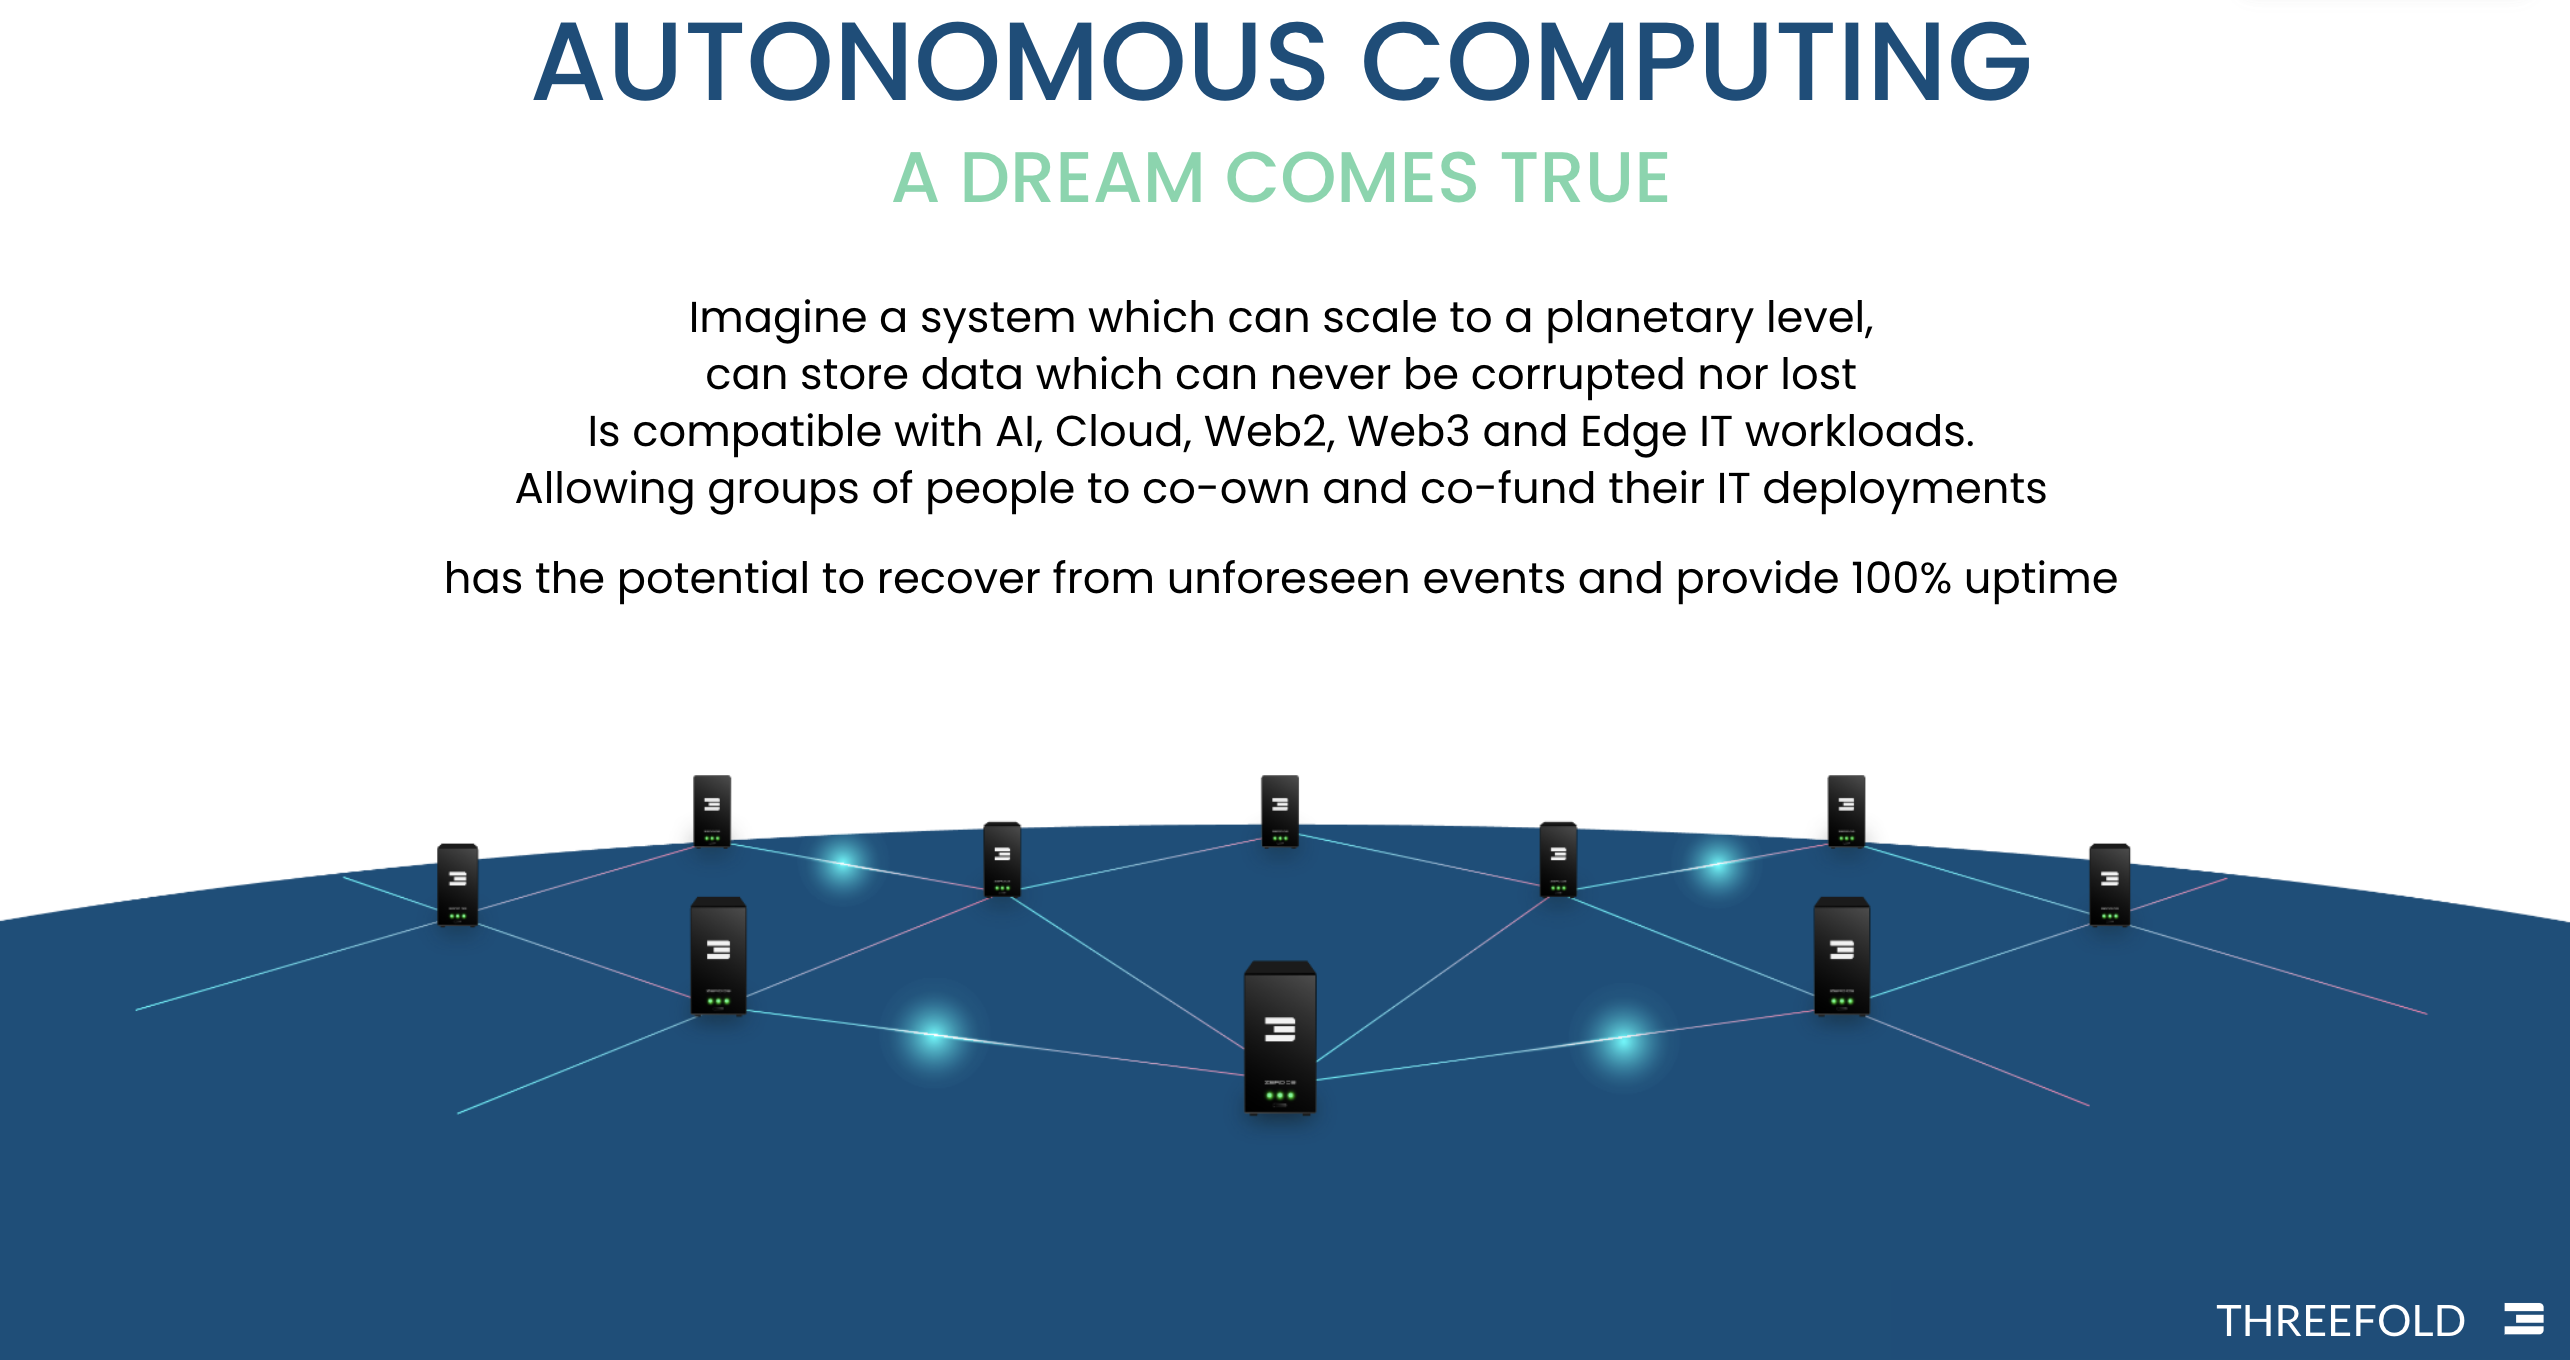 AUTONOMOUS COMPUTING
A DREAM COMES TRUE
Imagine a system which can scale to a planetary level,
can store data which can never be corrupted nor lost
Is compatible with AI, Cloud, Web2, Web3 and Edge IT workloads.
Allowing groups of people to co-own and co-fund their IT deployments
has the potential to recover from unforeseen events and provide 100% uptime
THREEFOLD